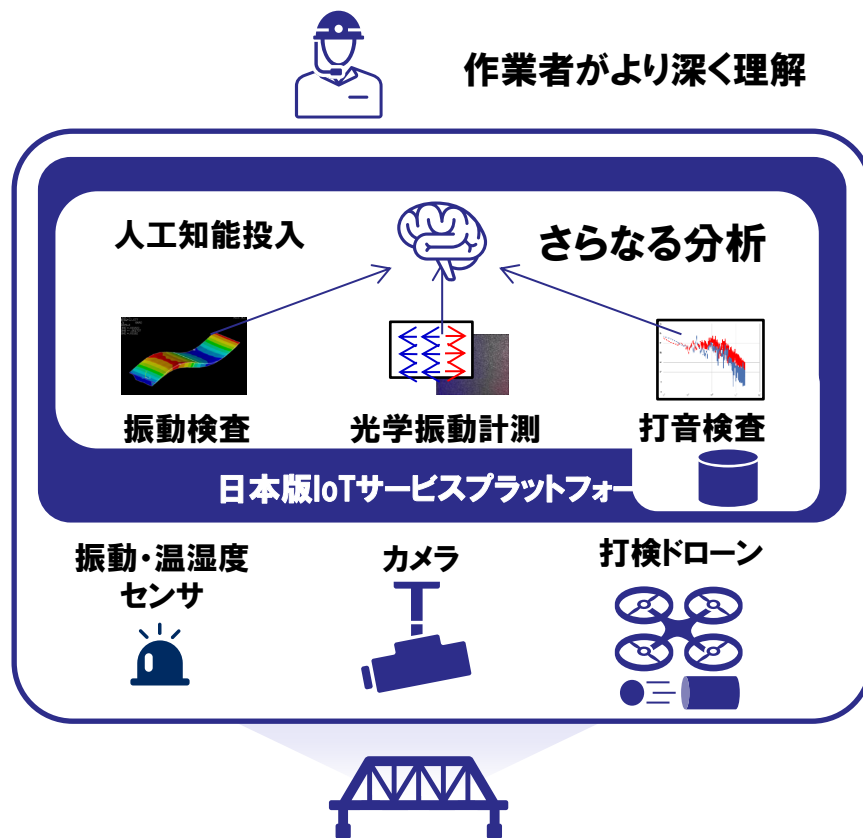 作業者がより深く理解
人工知能投入
さらなる分析
振動検査
光学振動計測
打音検査
日本版IoTサービスプラットフォー
振動・温湿度
センサ
カメラ
打検ドローン